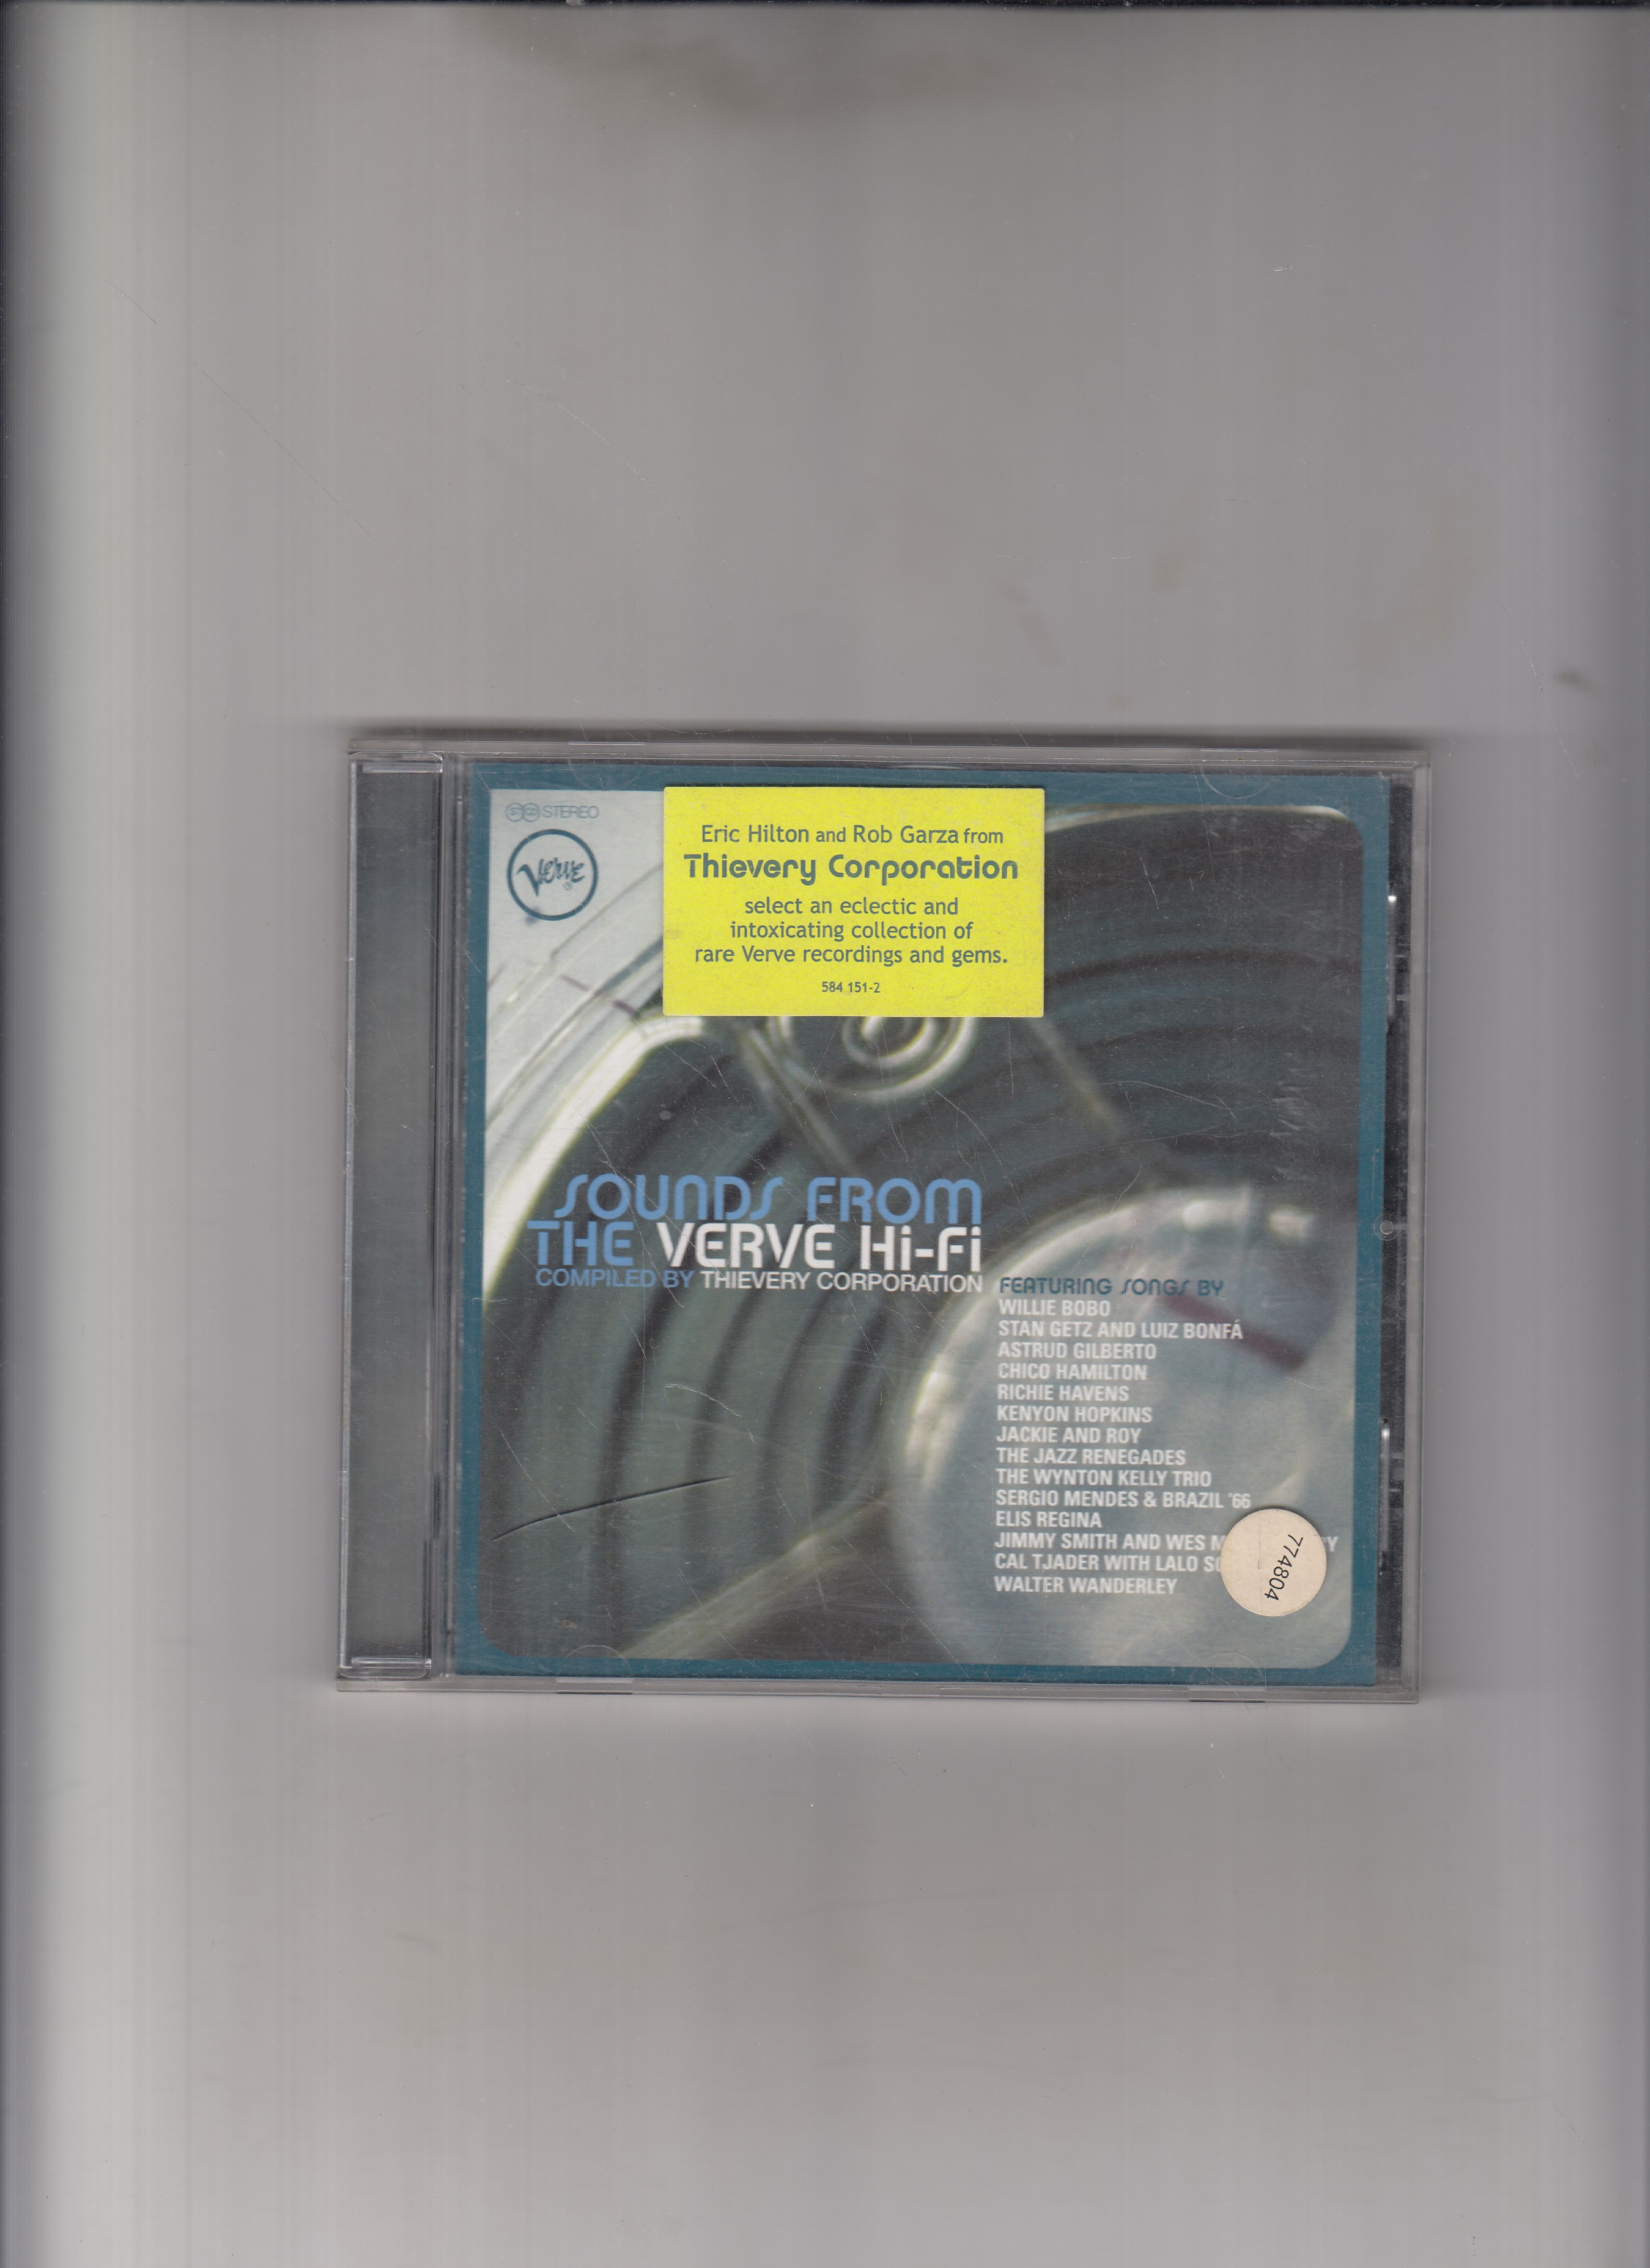 ST CD STEREO
Verve
Eric Hilton and Rob Garza from
Thievery Corporation
select an eclectic and
intoxicating collection of
rare Verve recordings and gems.
584 151-2
SOUNDS FROM
THE VERVE Hi-Fi
COMPILED BY THIEVERY CORPORATION
FEATURING SONGS BY
WILLIE BOBO
STAN GETZ AND LUIZ BONFÁ
ASTRUD GILBERTO
CHICO HAMILTON
RICHIE HAVENS
KENYON HOPKINS
JACKIE AND ROY
THE JAZZ RENEGADES
THE WYNTON KELLY TRIO
SERGIO MENDES & BRAZIL '66
ELIS REGINA
JIMMY SMITH AND WES
CAL TJADER WITH LALO
WALTER WANDERLEY
774804